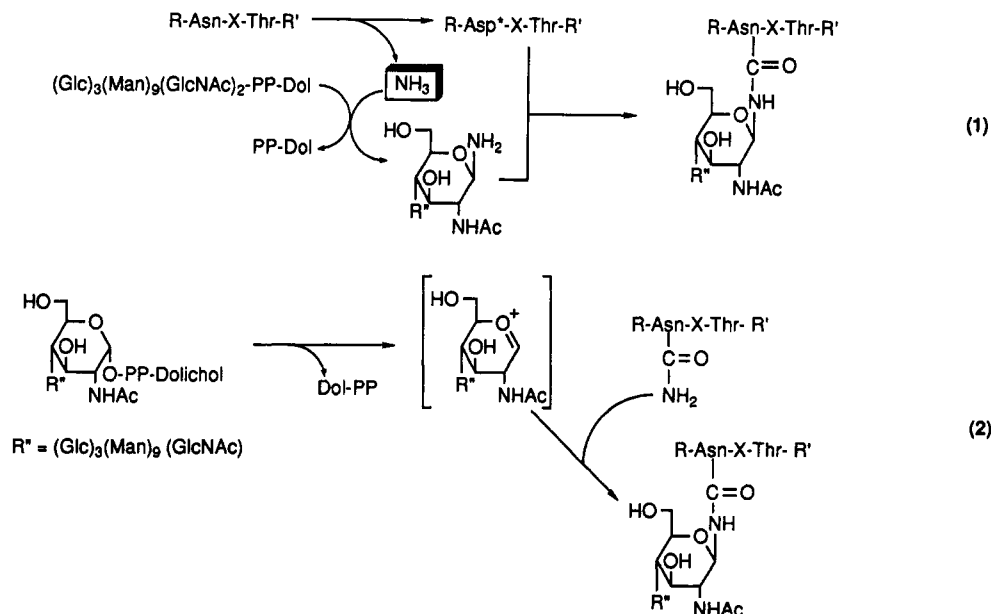 R-Asn-X-Thr-R'
R-Asp*-X-Thr-R'
R-Asn-X-Thr-R'
C=O
(Glc)3(Man)9(GlcNAc)2-PP-Dol
NH3
HO
O
NH
(1)
PP-Dol
HO
O
NH2
OH
R"
NHAc
OH
R"
NHAc
HO
O
OH
R"
O-PP-Dolichol
NHAc
Dol-PP
HO
O+
OH
R"
NHAc
R-Asn-X-Thr- R'
C=O
NH2
R" = (Glc)3(Man)9 (GlcNAc)
(2)
R-Asn-X-Thr- R'
C=O
HO
O
NH
OH
R"
NHAc